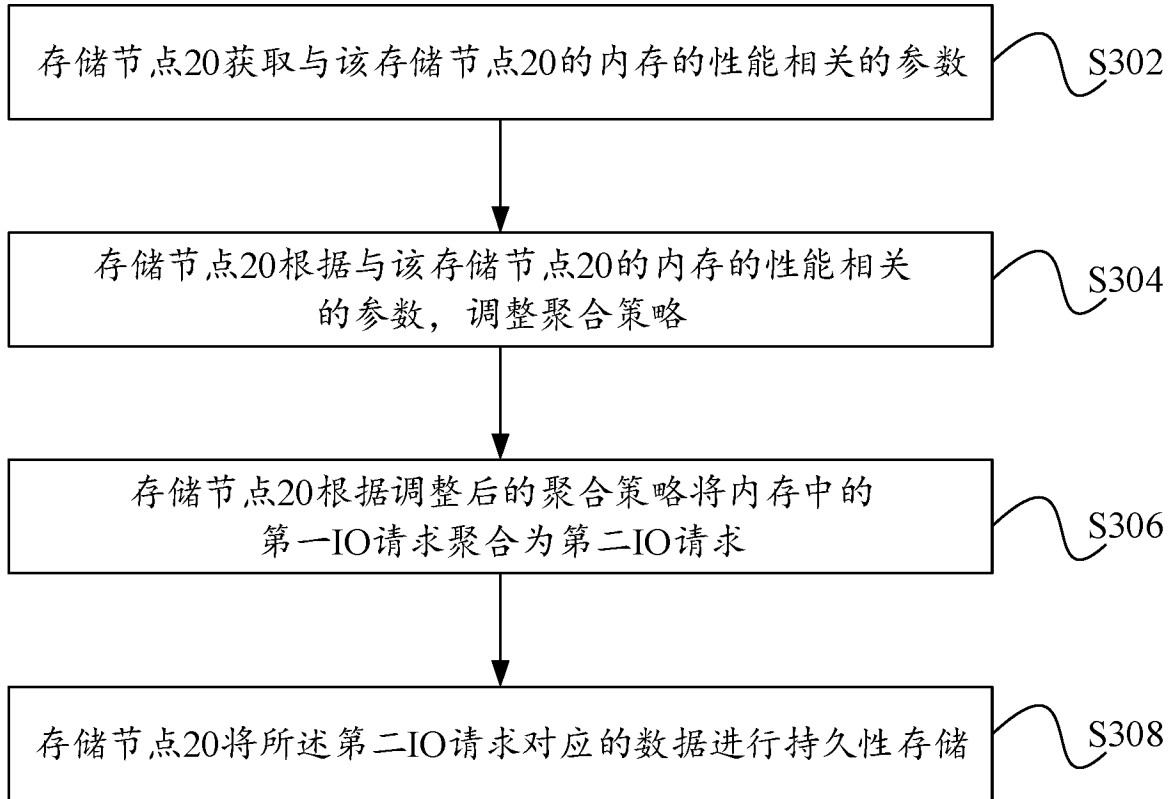 存储节点20获取与该存储节点20的内存的性能相关的参数
S302
存储节点20根据与该存储节点20的内存的性能相关
的参数，调整聚合策略
S304
存储节点20根据调整后的聚合策略将内存中的
第一IO请求聚合为第二IO请求
S306
存储节点20将所述第二IO请求对应的数据进行持久性存储
S308